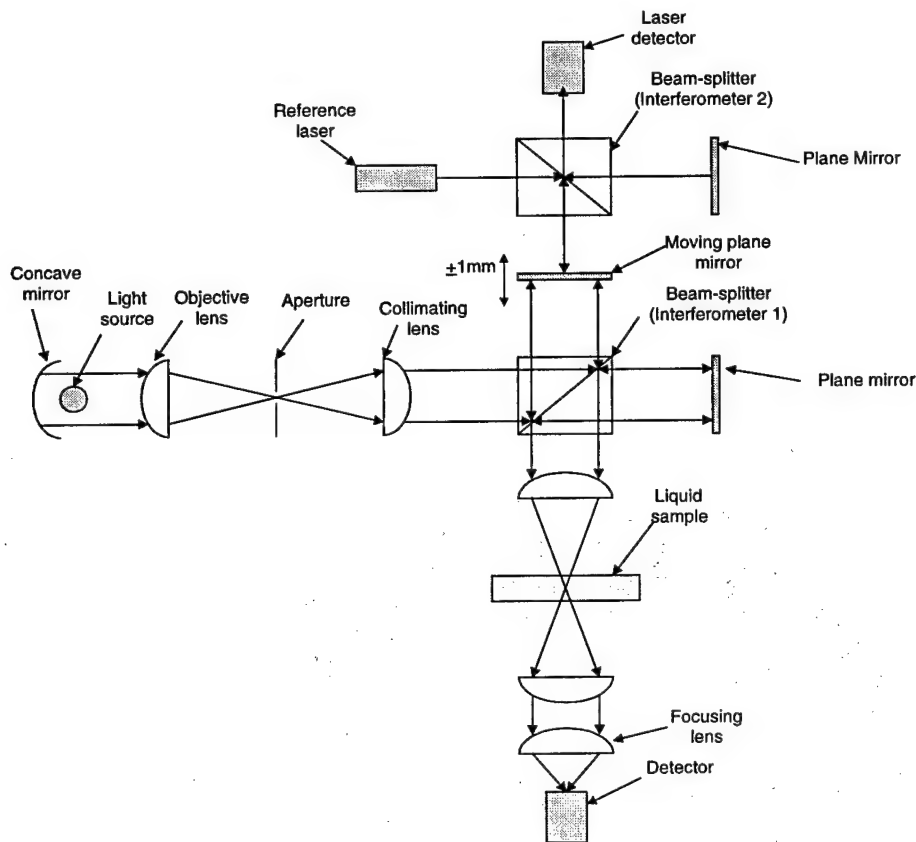 Laser
detector
Beam-splitter
(Interferometer 2)
Reference
laser
Plane Mirror
Moving plane
mirror
±1mm
Concave
mirror
Light
source
Objective
lens
Aperture
Collimating
lens
Beam-splitter
(Interferometer 1)
Plane mirror
Liquid
sample
Focusing
lens
Detector